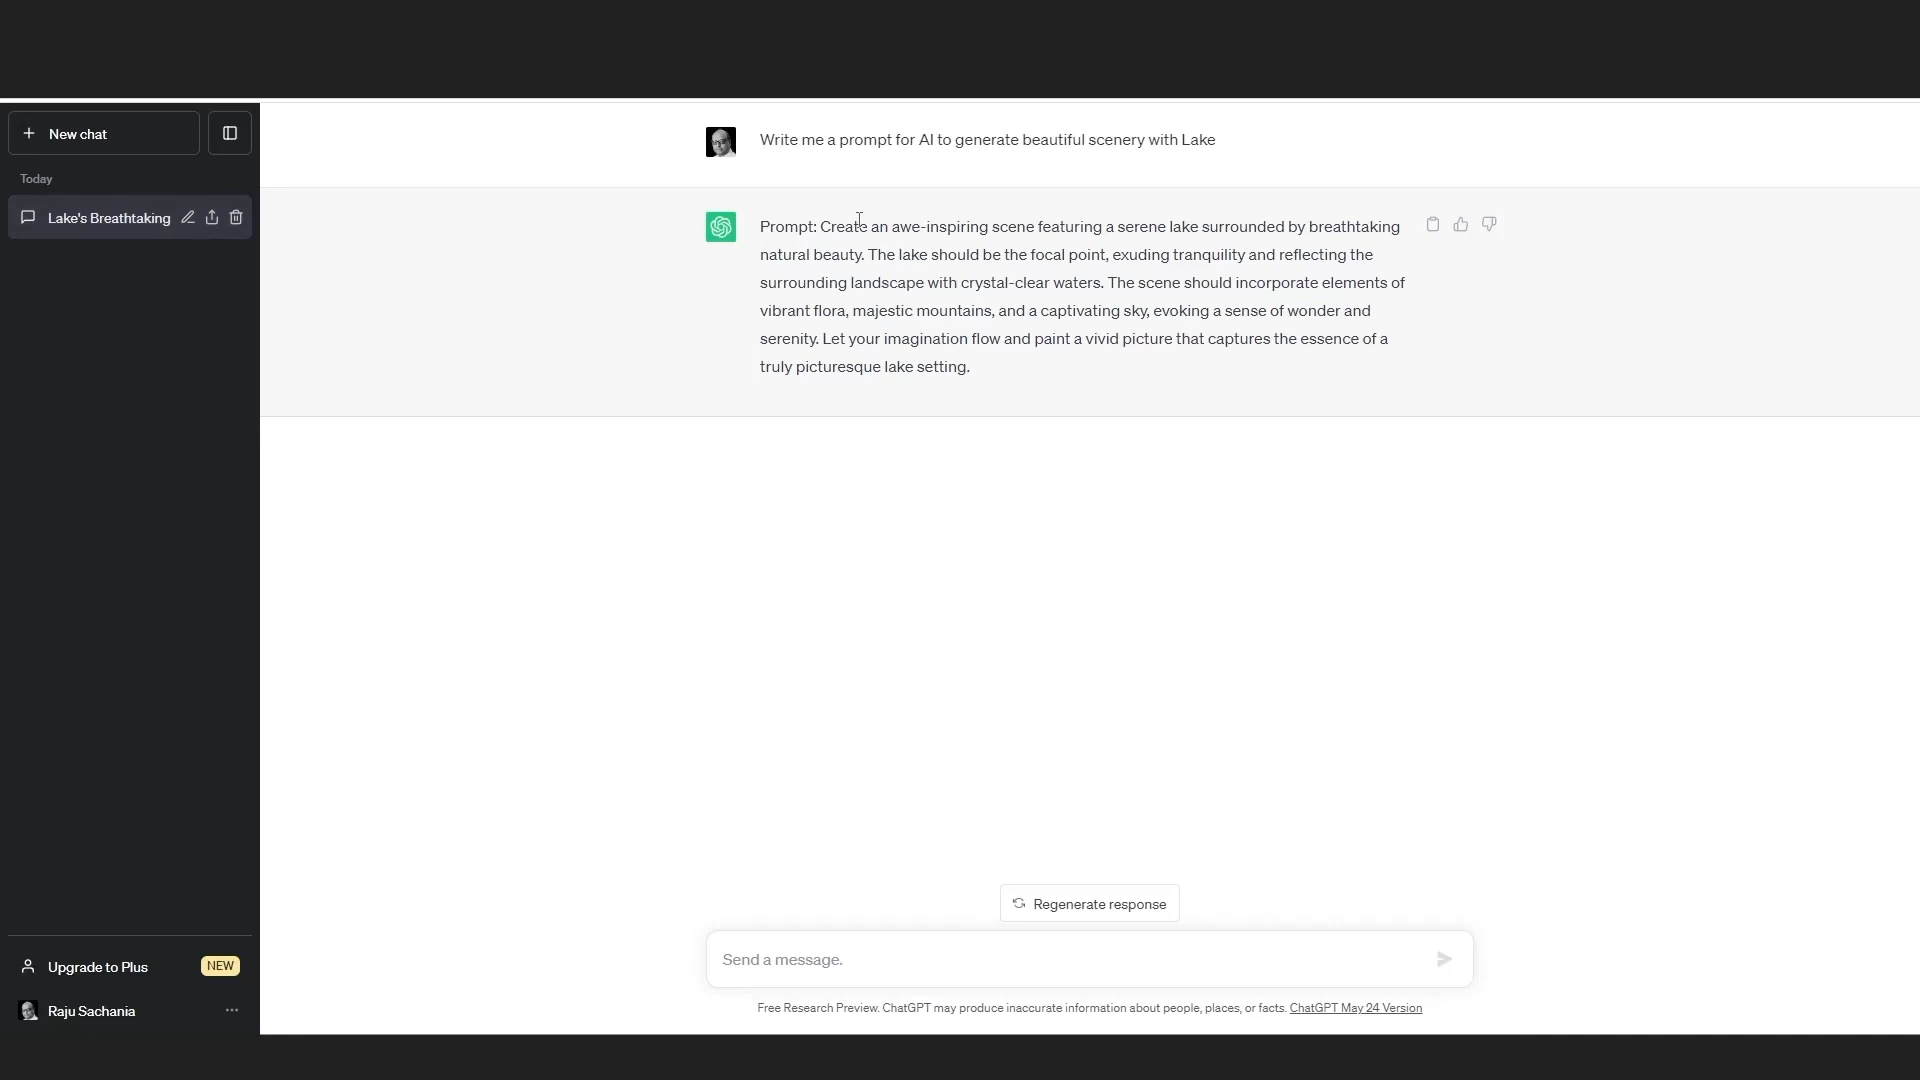 New chat
Today
Lake's Breathtaking
Write me a prompt for AI to generate beautiful scenery with Lake
Prompt: Create an awe-inspiring scene featuring a serene lake surrounded by breathtaking
natural beauty. The lake should be the focal point, exuding tranquility and reflecting the
surrounding landscape with crystal-clear waters. The scene should incorporate elements of
vibrant flora, majestic mountains, and a captivating sky, evoking a sense of wonder and
serenity. Let your imagination flow and paint a vivid picture that captures the essence of a
truly picturesque lake setting.
Regenerate response
Send a message.
Free Research Preview. ChatGPT may produce inaccurate information about people, places, or facts. ChatGPT May 24 Version
Upgrade to Plus NEW
Raju Sachania